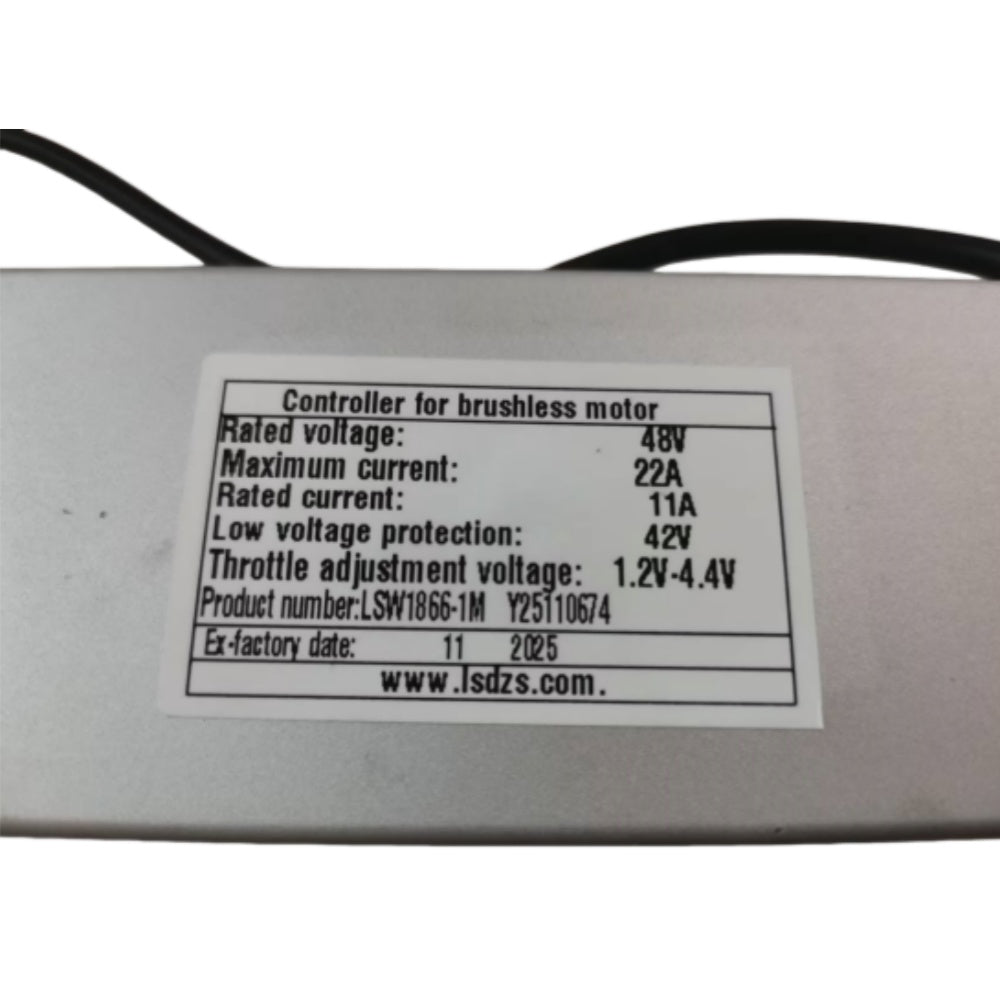 Controller for brushless motor
Rated voltage: 48V
Maximum current: 22A
Rated current: 11A
Low voltage protection: 42V
Throttle adjustment voltage: 1.2V-4.4V
Product number:LSW1866-1M Y25110674
Ex-factory date: 11 2025
www.lsdzs.com.